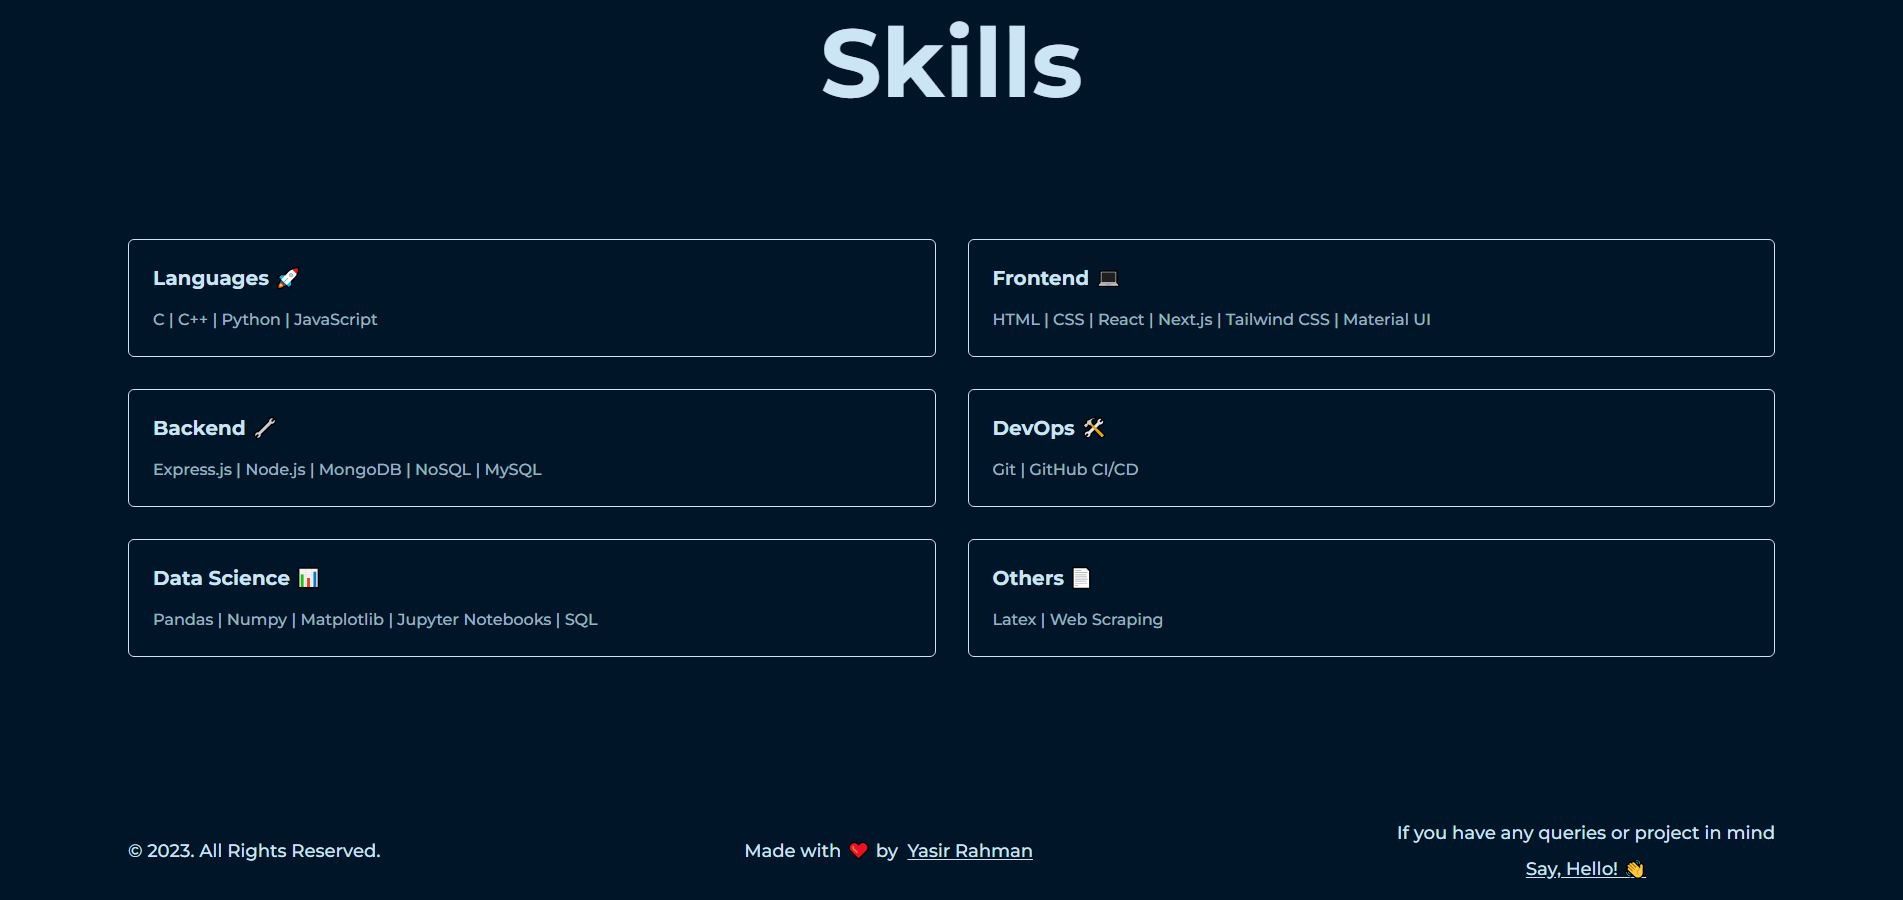 Skills
Languages 🚀
C | C++ | Python | JavaScript
Frontend 💻
HTML | CSS | React | Next.js | Tailwind CSS | Material UI
Backend 🔧
Express.js | Node.js | MongoDB | NoSQL | MySQL
DevOps 🛠️
Git | GitHub CI/CD
Data Science 📊
Pandas | Numpy | Matplotlib | Jupyter Notebooks | SQL
Others 📄
Latex | Web Scraping
© 2023. All Rights Reserved.
Made with ❤️ by Yasir Rahman
If you have any queries or project in mind
Say, Hello! 👋